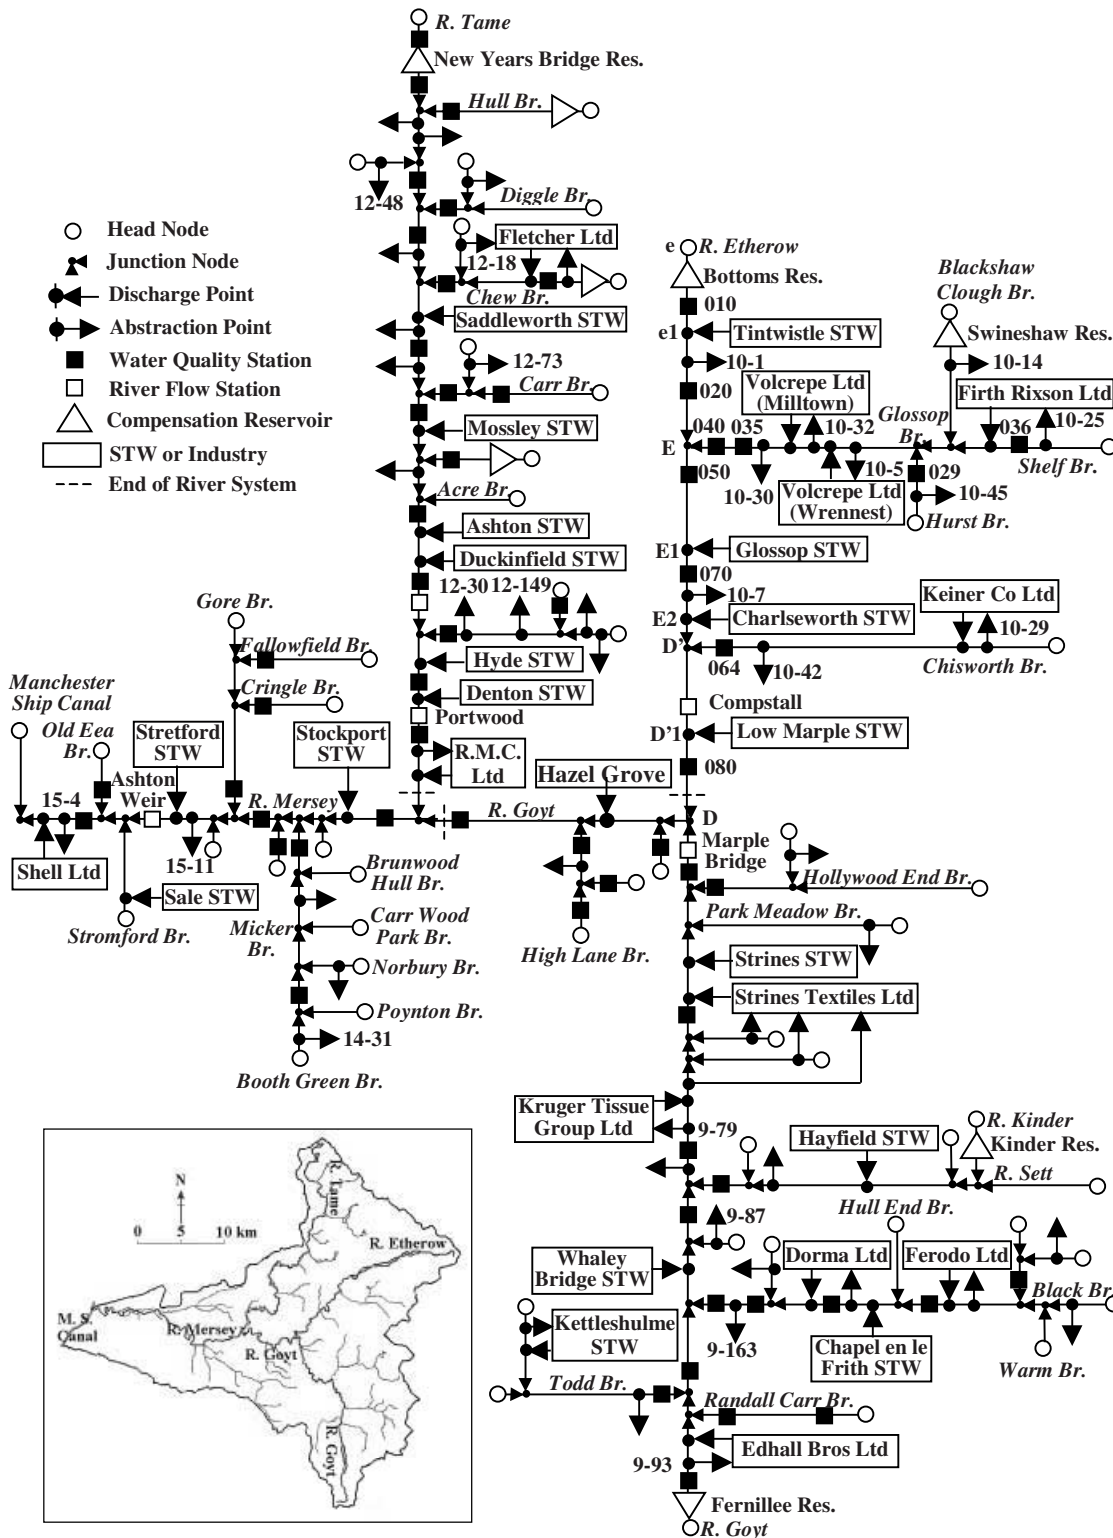 R. Tame
New Years Bridge Res.
Hull Br.
12-48
Diggle Br.
Head Node
Junction Node
Discharge Point
Abstraction Point
Water Quality Station
River Flow Station
Compensation Reservoir
STW or Industry
End of River System
Fletcher Ltd
12-18
Chew Br.
Saddleworth STW
12-73
Carr Br.
Mossley STW
Acre Br.
Ashton STW
Duckinfield STW
12-30
12-149
Hyde STW
Denton STW
Portwood
R.M.C.
Ltd
e
R. Etherow
Bottoms Res.
010
e1
Tintwistle STW
10-1
020
Blackshaw
Clough Br.
Swineshaw Res.
10-14
Volcrepe Ltd
(Milltown)
Firth Rixson Ltd
Glossop
Br.
040
035
10-32
036
10-25
E
Shelf Br.
050
10-30
10-5
029
10-45
Volcrepe Ltd
(Wrennest)
Hurst Br.
E1
Glossop STW
070
10-7
E2
Charlseworth STW
Keiner Co Ltd
10-29
D'
064
10-42
Chisworth Br.
Compstall
D'1
Low Marple STW
080
Gore Br.
Fallowfield Br.
Cringle Br.
Manchester
Ship Canal
Old Eea
Br.
Stretford
STW
Stockport
STW
Ashton
Weir
15-4
R. Mersey
Hazel Grove
R. Goyt
D
Shell Ltd
15-11
Sale STW
Stromford Br.
Brunwood
Hull Br.
Micker
Br.
Carr Wood
Park Br.
Norbury Br.
Poynton Br.
14-31
Booth Green Br.
High Lane Br.
Marple
Bridge
Hollywood End Br.
Park Meadow Br.
Strines STW
Strines Textiles Ltd
Kruger Tissue
Group Ltd
9-79
Hayfield STW
R. Kinder
Kinder Res.
R. Sett
Hull End Br.
9-87
Whaley
Bridge STW
Dorma Ltd
Ferodo Ltd
Black Br.
9-163
Chapel en le
Frith STW
Warm Br.
Kettleshulme
STW
Todd Br.
Randall Carr Br.
Edhall Bros Ltd
9-93
Fernillee Res.
R. Goyt
N
0 5 10 km
R. Tame
R. Etherow
M. S.
Canal
R. Mersey
R. Goyt
R. Goyt